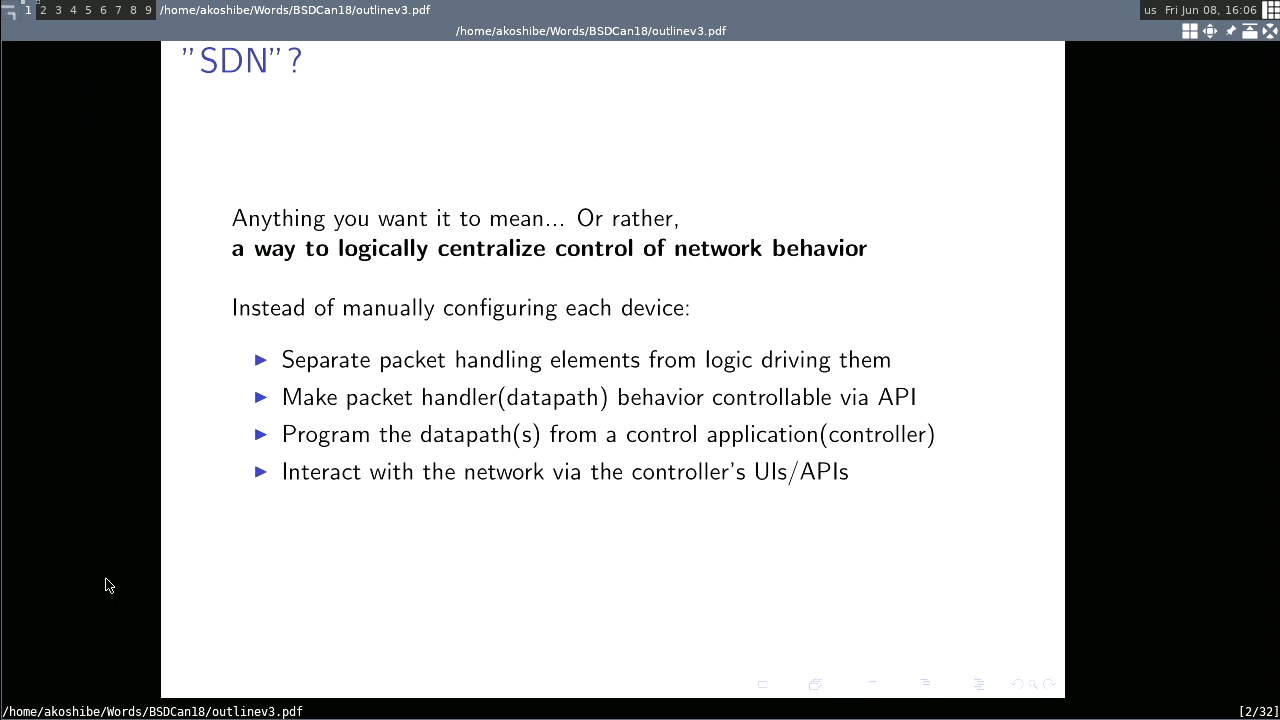 1 2 3 4 5 6 7 8 9 /home/akoshibe/Words/BSDCan18/outlinev3.pdf us Fri Jun 08, 16:06
/home/akoshibe/Words/BSDCan18/outlinev3.pdf
"SDN"?
Anything you want it to mean... Or rather,
a way to logically centralize control of network behavior
Instead of manually configuring each device:
► Separate packet handling elements from logic driving them
► Make packet handler(datapath) behavior controllable via API
► Program the datapath(s) from a control application(controller)
► Interact with the network via the controller's UIs/APIs
/home/akoshibe/Words/BSDCan18/outlinev3.pdf [2/32]